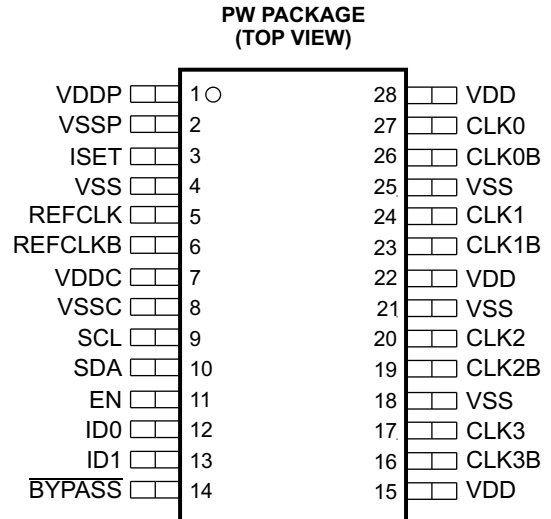 PW PACKAGE
(TOP VIEW)
VDDP 1 28 VDD
VSSP 2 27 CLK0
ISET 3 26 CLK0B
VSS 4 25 VSS
REFCLK 5 24 CLK1
REFCLKB 6 23 CLK1B
VDDC 7 22 VDD
VSSC 8 21 VSS
SCL 9 20 CLK2
SDA 10 19 CLK2B
EN 11 18 VSS
ID0 12 17 CLK3
ID1 13 16 CLK3B
BYPASS 14 15 VDD